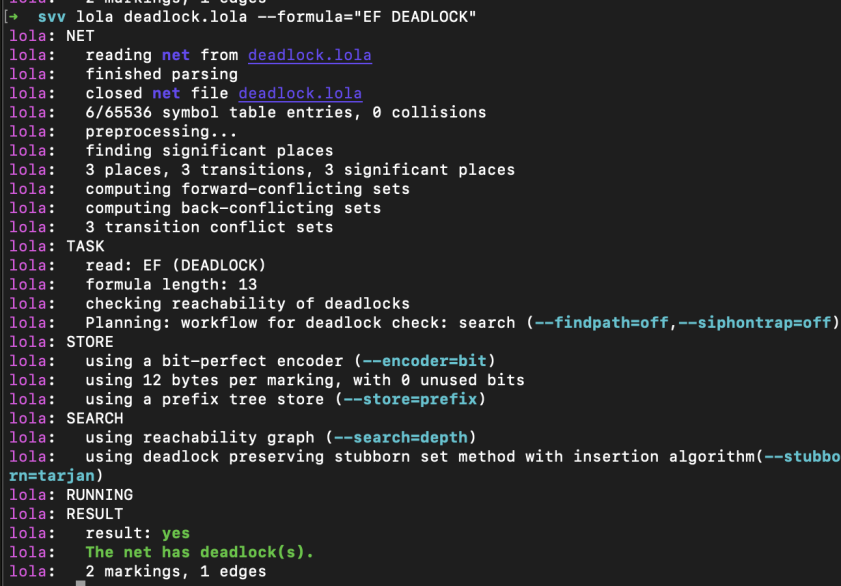 lola: 2 markings, 1 edges
[→ svv lola deadlock.lola --formula="EF DEADLOCK"
lola: NET
lola: reading net from deadlock.lola
lola: finished parsing
lola: closed net file deadlock.lola
lola: 6/65536 symbol table entries, 0 collisions
lola: preprocessing...
lola: finding significant places
lola: 3 places, 3 transitions, 3 significant places
lola: computing forward-conflicting sets
lola: computing back-conflicting sets
lola: 3 transition conflict sets
lola: TASK
lola: read: EF (DEADLOCK)
lola: formula length: 13
lola: checking reachability of deadlocks
lola: Planning: workflow for deadlock check: search (--findpath=off,--siphontrap=off)
lola: STORE
lola: using a bit-perfect encoder (--encoder=bit)
lola: using 12 bytes per marking, with 0 unused bits
lola: using a prefix tree store (--store=prefix)
lola: SEARCH
lola: using reachability graph (--search=depth)
lola: using deadlock preserving stubborn set method with insertion algorithm(--stubbo
rn=tarjan)
lola: RUNNING
lola: RESULT
lola: result: yes
lola: The net has deadlock(s).
lola: 2 markings, 1 edges